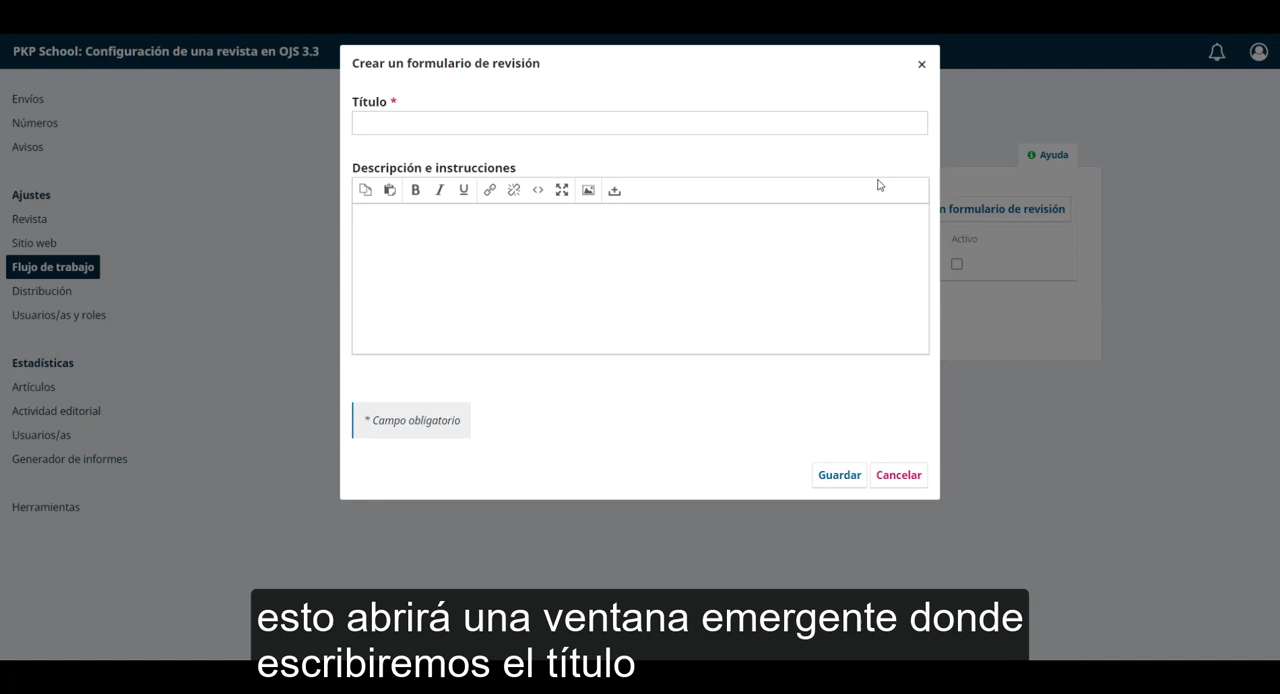 PKP School: Configuración de una revista en OJS 3.3
Crear un formulario de revisión
×
Envíos
Números
Avisos
Ajustes
Revista
Sitio web
Flujo de trabajo
Distribución
Usuarios/as y roles
Estadísticas
Artículos
Actividad editorial
Usuarios/as
Generador de informes
Herramientas
Título *
Descripción e instrucciones
B I U
* Campo obligatorio
Guardar Cancelar
Ayuda
n formulario de revisión
Activo
esto abrirá una ventana emergente donde
escribiremos el título